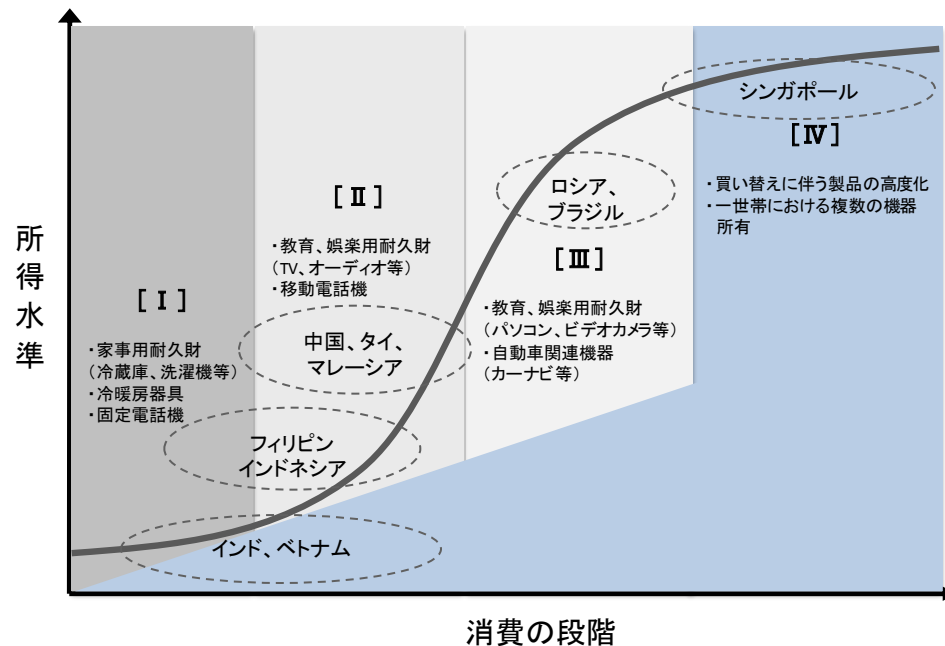 所得水準
[Ⅰ]
・家事用耐久財
(冷蔵庫、洗濯機等)
・冷暖房器具
・固定電話機
[Ⅱ]
・教育、娯楽用耐久財
(TV、オーディオ等)
・移動電話機
中国、タイ、
マレーシア
フィリピン
インドネシア
インド、ベトナム
ロシア、
ブラジル
[Ⅲ]
・教育、娯楽用耐久財
(パソコン、ビデオカメラ等)
・自動車関連機器
(カーナビ等)
シンガポール
[Ⅳ]
・買い替えに伴う製品の高度化
・一世帯における複数の機器
所有
消費の段階